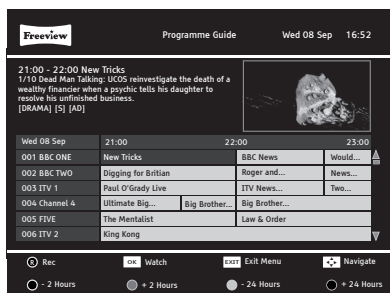 Freeview Programme Guide Wed 08 Sep 16:52
21:00 - 22:00 New Tricks
1/10 Dead Man Talking: UCOS reinvestigate the death of a
wealthy financier when a psychic tells his daughter to
resolve his unfinished business.
[DRAMA] [S] [AD]
Wed 08 Sep 21:00 22:00 23:00
001 BBC ONE New Tricks BBC News Would...
002 BBC TWO Digging for Britian Roger and... News...
003 ITV 1 Paul O'Grady Live ITV News... Two...
004 Channel 4 Ultimate Big... Big Brother... Big Brother...
005 FIVE The Mentalist Law & Order
006 ITV 2 King Kong
R Rec OK Watch EXIT Exit Menu Navigate
- 2 Hours + 2 Hours - 24 Hours + 24 Hours